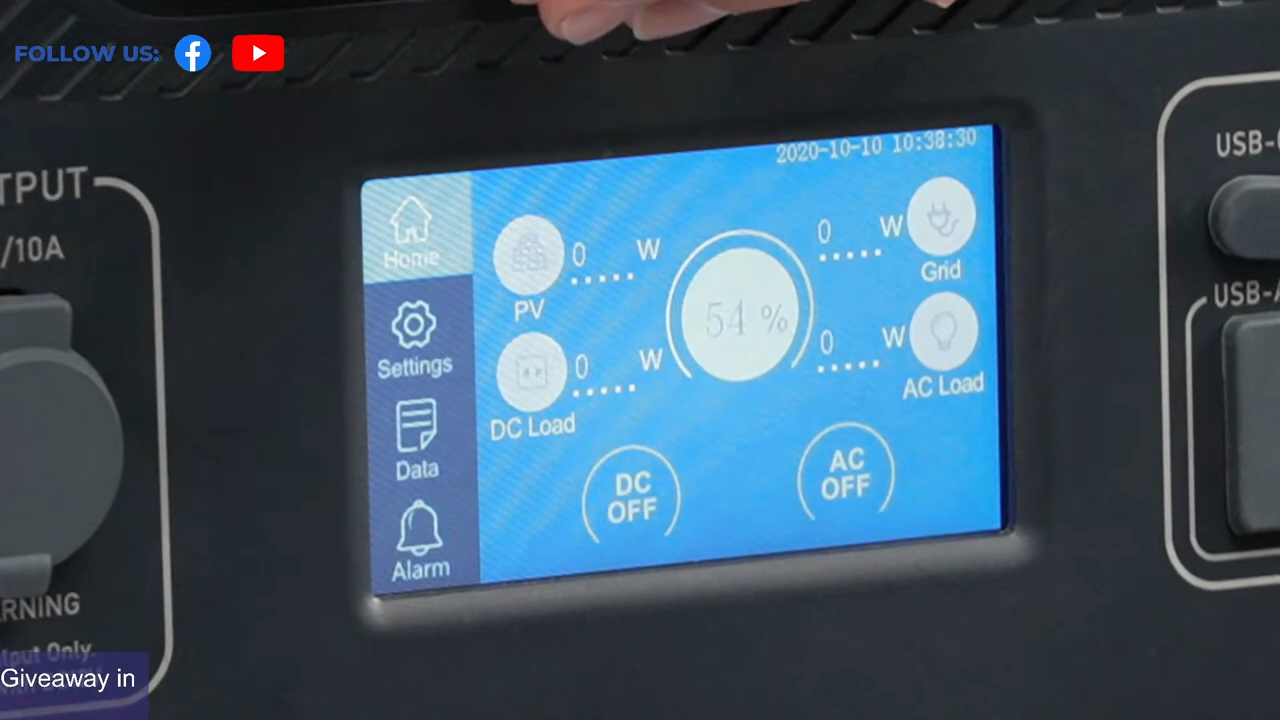 FOLLOW US:
2020-10-10 10:38:30
TPUT
/10A
RNING
Only.
Giveaway in
Home
Settings
Data
Alarm
0 W
PV
0 W
DC Load
54 %
0 W
Grid
0 W
AC Load
DC
OFF
AC
OFF
USB-
USB-A